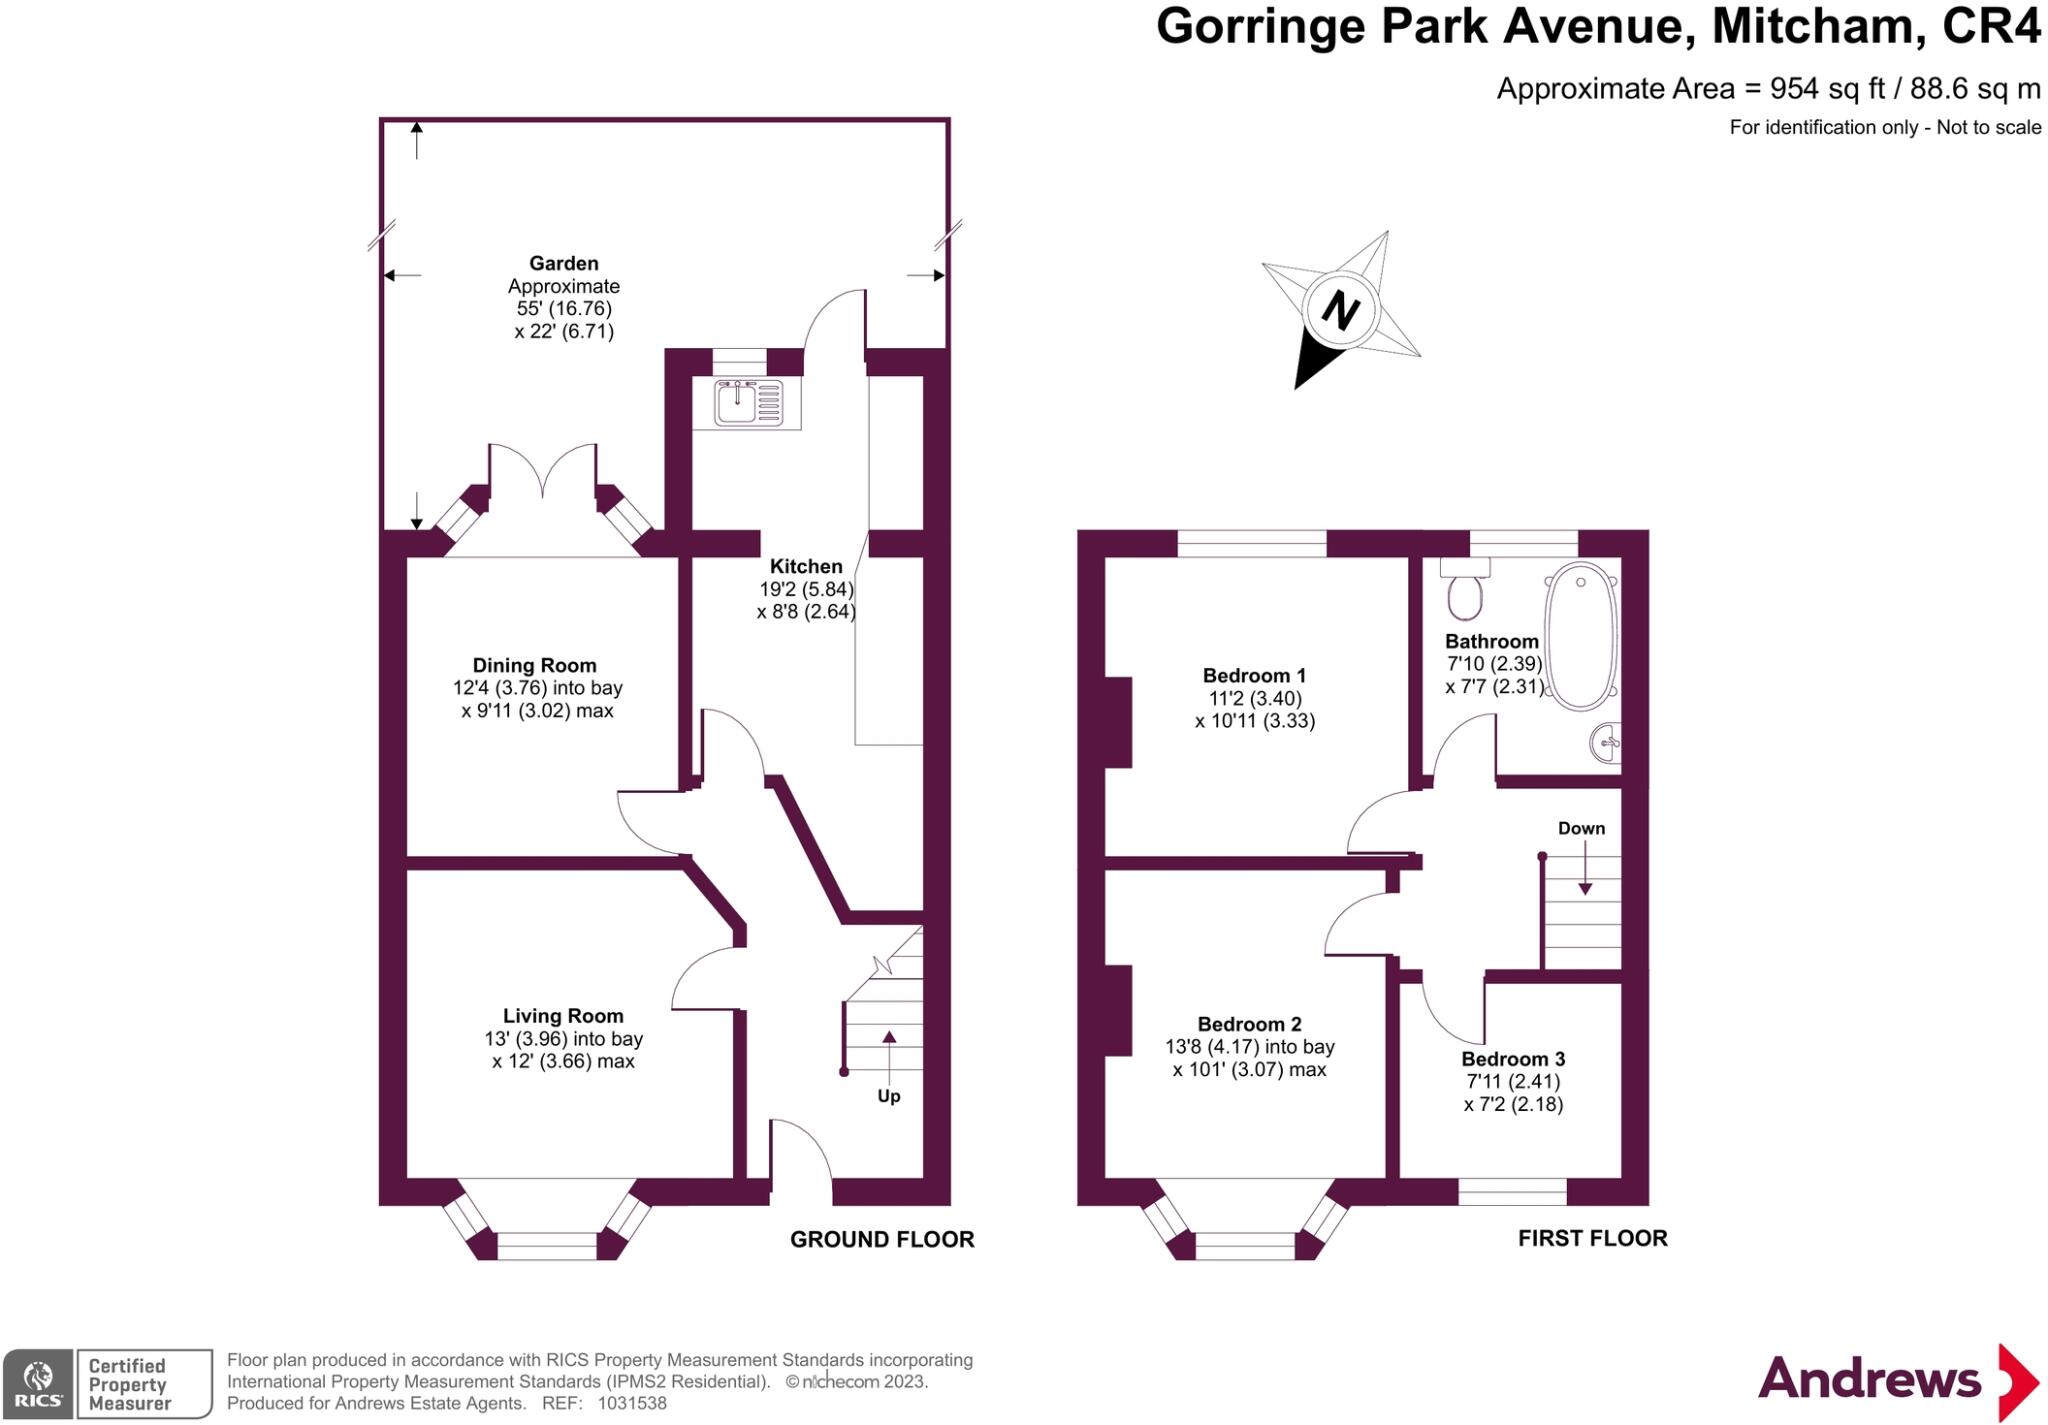 Gorringe Park Avenue, Mitcham, CR4
Approximate Area = 954 sq ft / 88.6 sq m
For identification only - Not to scale
N
Garden
Approximate
55' (16.76)
x 22' (6.71)
Kitchen
19'2 (5.84)
x 8'8 (2.64)
Dining Room
12'4 (3.76) into bay
x 9'11 (3.02) max
Living Room
13' (3.96) into bay
x 12' (3.66) max
Up
GROUND FLOOR
Bedroom 1
11'2 (3.40)
x 10'11 (3.33)
Bathroom
7'10 (2.39)
x 7'7 (2.31)
Down
Bedroom 2
13'8 (4.17) into bay
x 101' (3.07) max
Bedroom 3
7'11 (2.41)
x 7'2 (2.18)
FIRST FLOOR
RICS
Certified
Property
Measurer
Floor plan produced in accordance with RICS Property Measurement Standards incorporating
International Property Measurement Standards (IPMS2 Residential). © nichecom 2023.
Produced for Andrews Estate Agents. REF: 1031538
Andrews